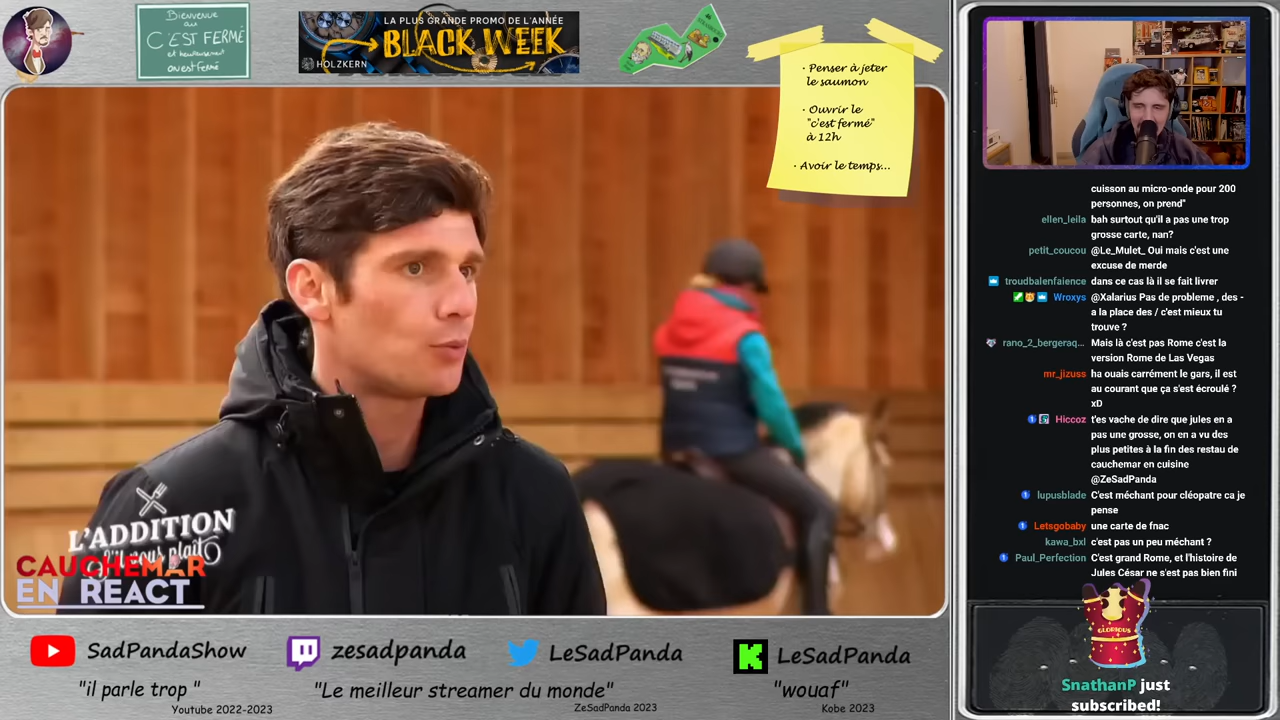 Bienvenue
au
C'EST FERMÉ
et heureusement
on est fermé
LA PLUS GRANDE PROMO DE L'ANNÉE
BLACK WEEK
HOLZKERN
· Penser à jeter
le saumon
· Ouvrir le
"c'est fermé"
à 12h
· Avoir le temps...
L'ADDITION
s'il vous plaît
CAUCHEMAR
EN REACT
SadPandaShow
"il parle trop "
Youtube 2022-2023
zesadpanda
"Le meilleur streamer du monde"
ZeSadPanda 2023
LeSadPanda
LeSadPanda
"wouaf"
Kobe 2023
cuisson au micro-onde pour 200
personnes, on prend"
ellen_leila bah surtout qu'il a pas une trop
grosse carte, nan?
petit_coucou @Le_Mulet_ Oui mais c'est une
excuse de merde
troudbalenfaience dans ce cas là il se fait livrer
Wroxys @Xalarius Pas de probleme , des -
a la place des / c'est mieux tu
trouve ?
rano_2_bergeraq... Mais là c'est pas Rome c'est la
version Rome de Las Vegas
mr_jizuss ha ouais carrément le gars, il est
au courant que ça s'est écroulé ?
xD
Hiccoz t'es vache de dire que jules en a
pas une grosse, on en a vu des
plus petites à la fin des restau de
cauchemar en cuisine
@ZeSadPanda
lupusblade C'est méchant pour cléopatre ca je
pense
Letsgobaby une carte de fnac
kawa_bxl c'est pas un peu méchant ?
Paul_Perfection C'est grand Rome, et l'histoire de
Jules César ne s'est pas bien fini
GLORIOUS
SnathanP just
subscribed!